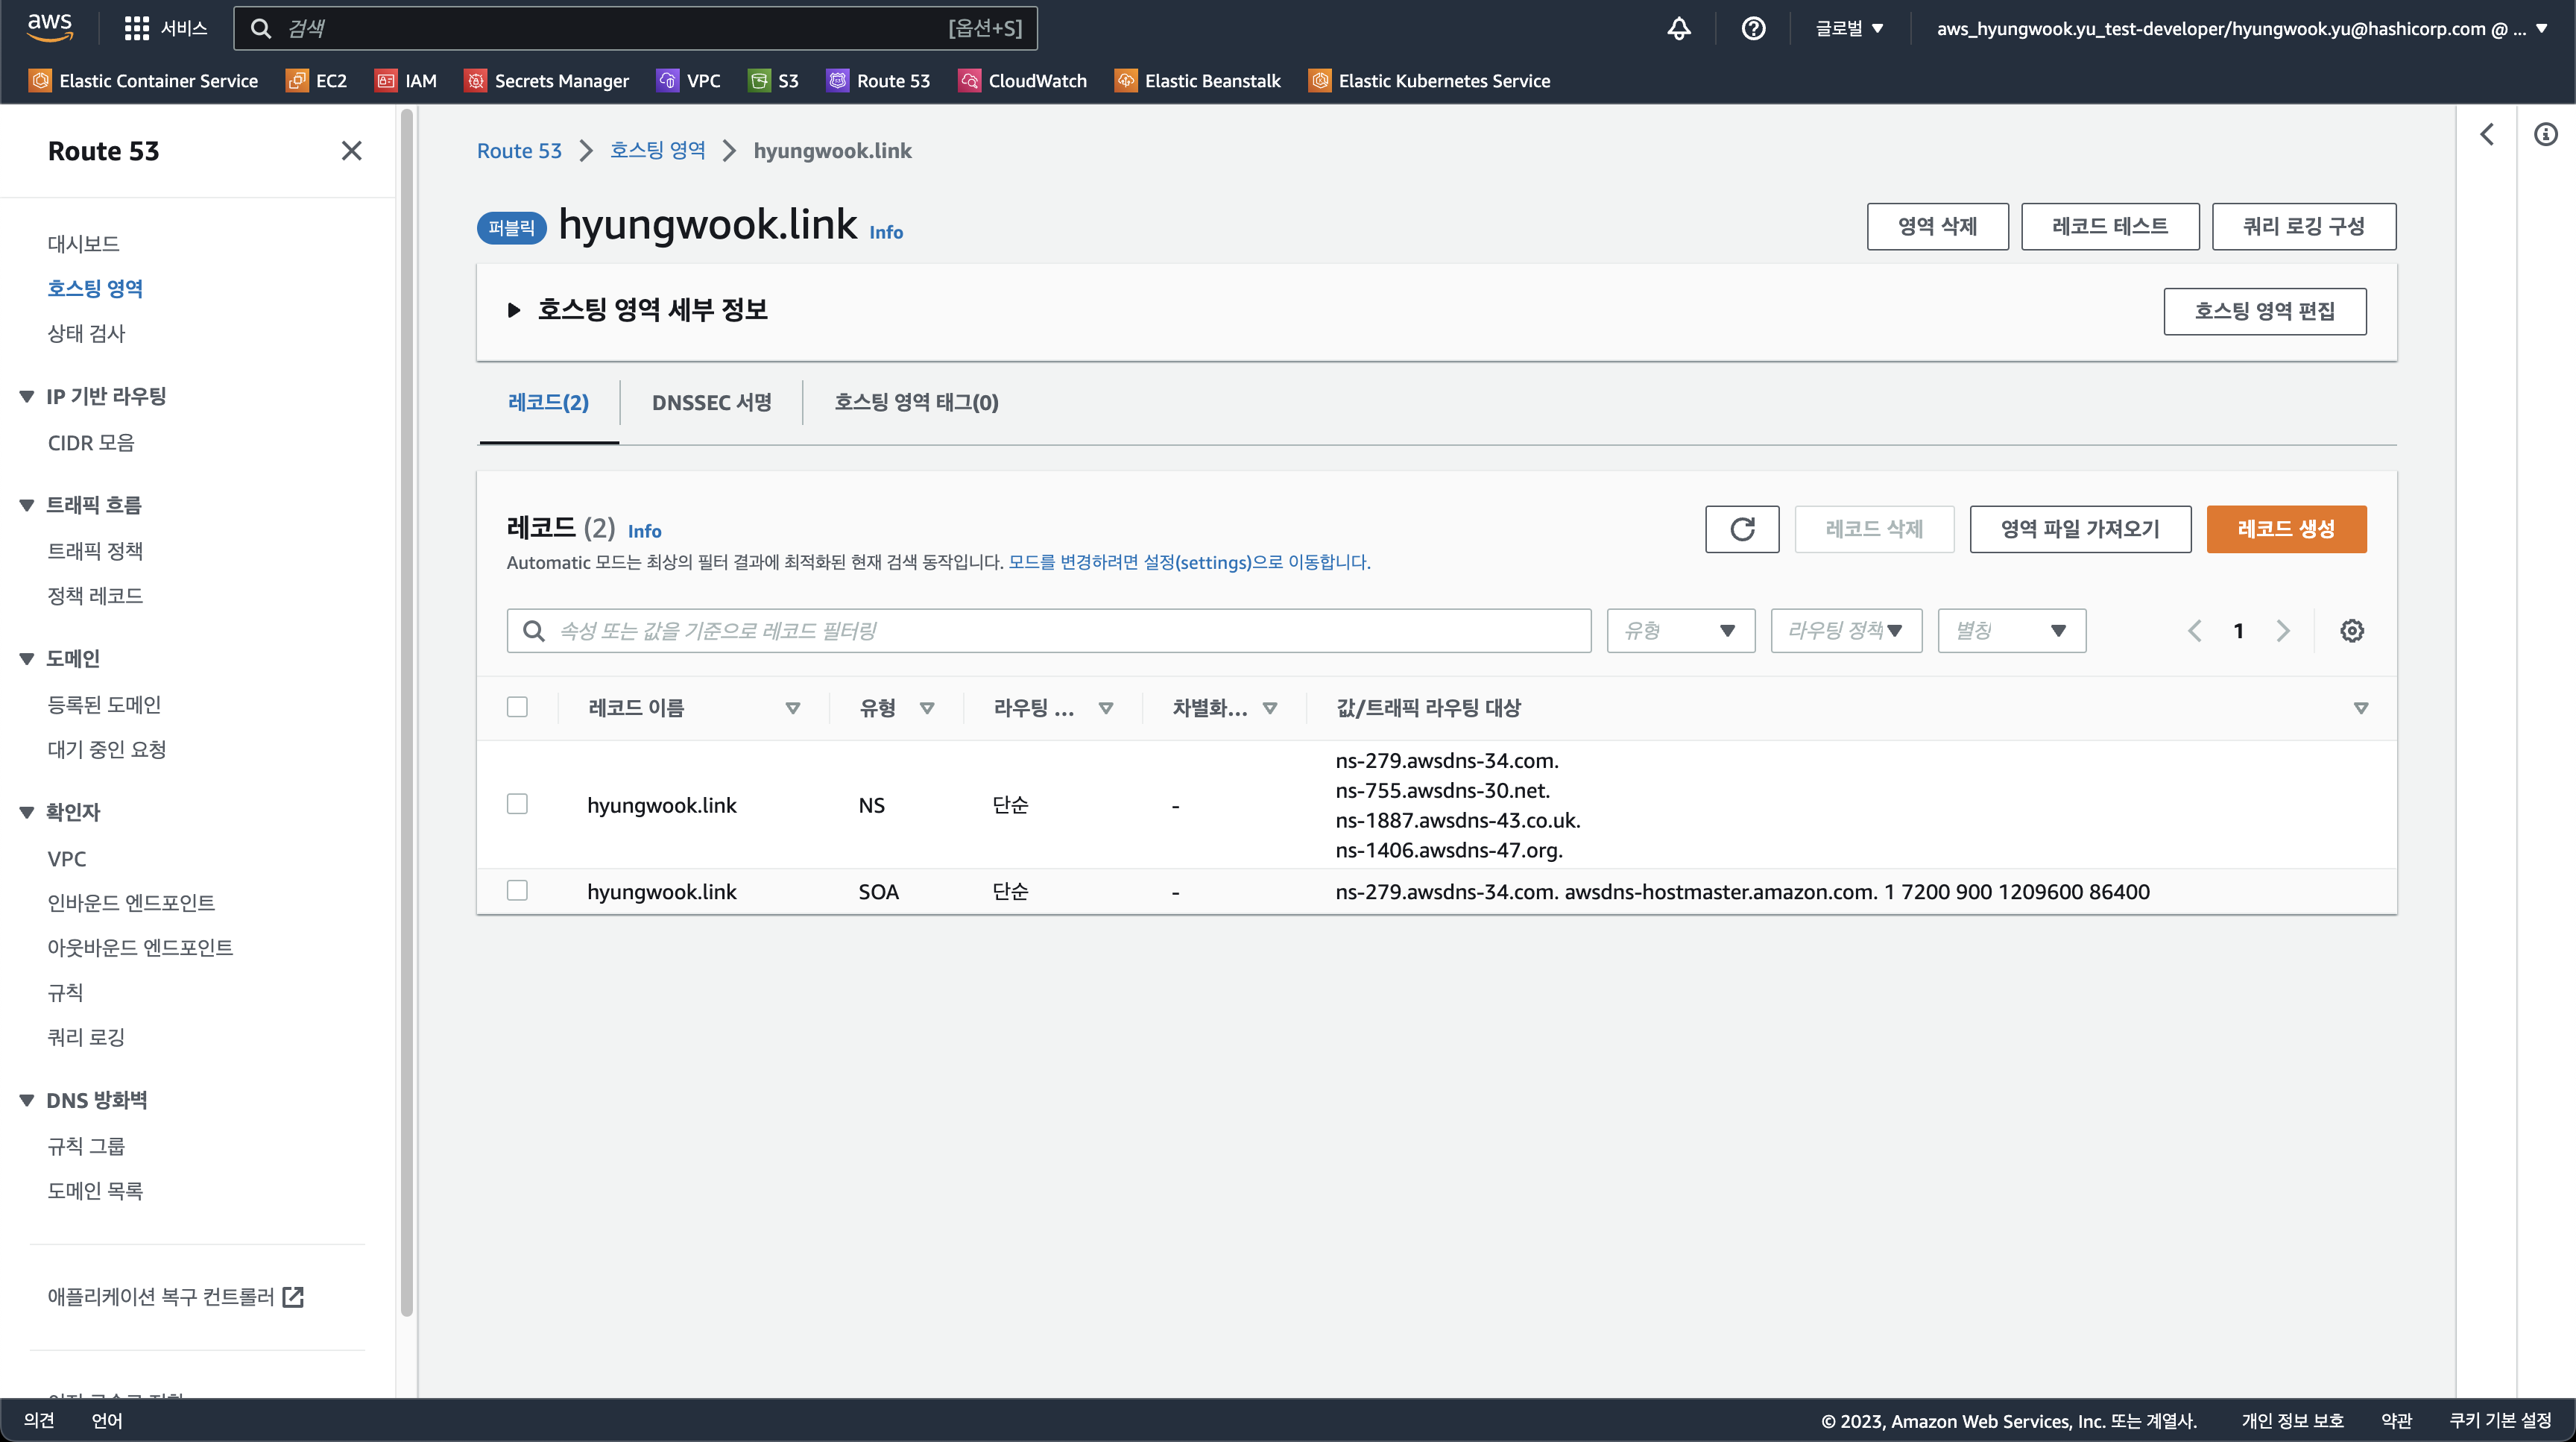 aws 서비스 검색 [옵션+S] 글로벌 aws_hyungwook.yu_test-developer/hyungwook.yu@hashicorp.com @ ...
Elastic Container Service EC2 IAM Secrets Manager VPC S3 Route 53 CloudWatch Elastic Beanstalk Elastic Kubernetes Service
Route 53
대시보드
호스팅 영역
상태 검사
IP 기반 라우팅
CIDR 모음
트래픽 흐름
트래픽 정책
정책 레코드
도메인
등록된 도메인
대기 중인 요청
확인자
VPC
인바운드 엔드포인트
아웃바운드 엔드포인트
규칙
쿼리 로깅
DNS 방화벽
규칙 그룹
도메인 목록
애플리케이션 복구 컨트롤러
Route 53 호스팅 영역 hyungwook.link
퍼블릭 hyungwook.link Info 영역 삭제 레코드 테스트 쿼리 로깅 구성
호스팅 영역 세부 정보 호스팅 영역 편집
레코드(2) DNSSEC 서명 호스팅 영역 태그(0)
레코드 (2) Info 레코드 삭제 영역 파일 가져오기 레코드 생성
Automatic 모드는 최상의 필터 결과에 최적화된 현재 검색 동작입니다. 모드를 변경하려면 설정(settings)으로 이동합니다.
속성 또는 값을 기준으로 레코드 필터링 유형 라우팅 정책 별칭 1
레코드 이름 유형 라우팅 ... 차별화... 값/트래픽 라우팅 대상
hyungwook.link NS 단순 - ns-279.awsdns-34.com.
ns-755.awsdns-30.net.
ns-1887.awsdns-43.co.uk.
ns-1406.awsdns-47.org.
hyungwook.link SOA 단순 - ns-279.awsdns-34.com. awsdns-hostmaster.amazon.com. 1 7200 900 1209600 86400
의견 언어 © 2023, Amazon Web Services, Inc. 또는 계열사. 개인 정보 보호 약관 쿠키 기본 설정